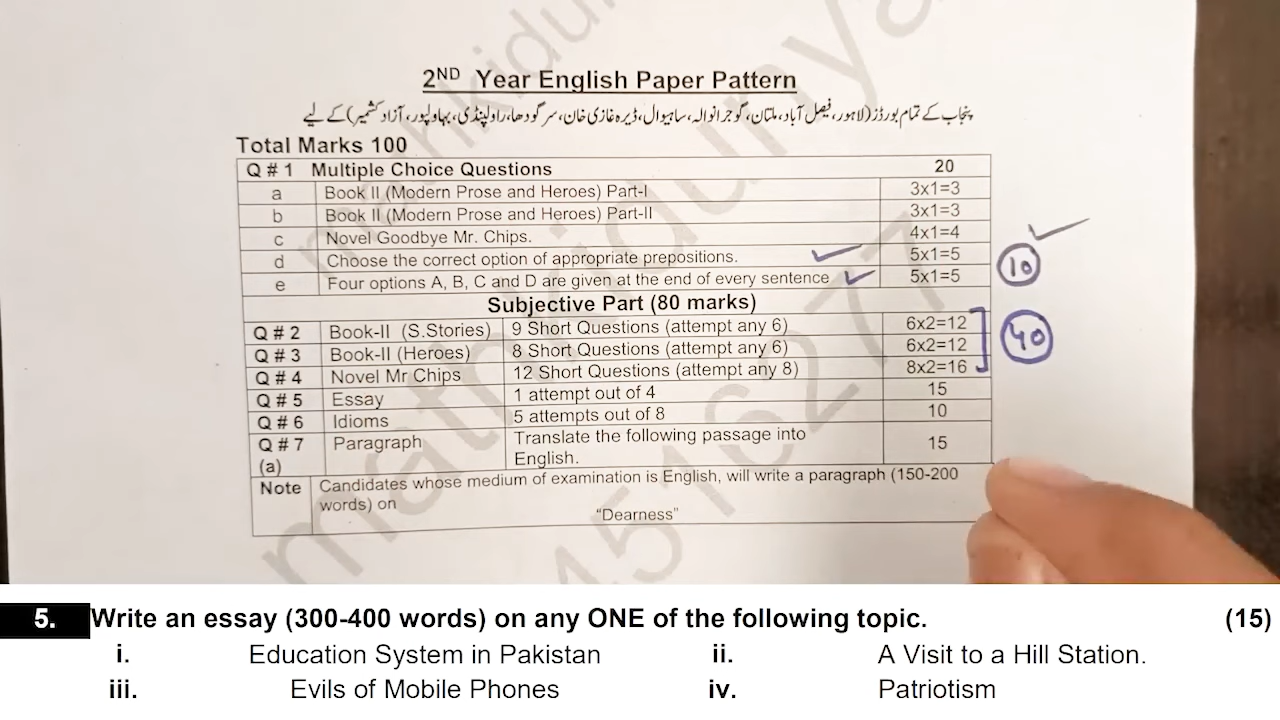 2ND Year English Paper Pattern
پنجاب کے تمام بورڈز(لاہور، فیصل آباد، ملتان، گوجرانوالہ، ساہیوال، ڈیرہ غازی خان، سرگودھا، راولپنڈی، بہاولپور، آزاد کشمیر)کے لیے
Total Marks 100
Q # 1 Multiple Choice Questions 20
a Book II (Modern Prose and Heroes) Part-I 3x1=3
b Book II (Modern Prose and Heroes) Part-II 3x1=3
c Novel Goodbye Mr. Chips. 4x1=4
d Choose the correct option of appropriate prepositions. 5x1=5
e Four options A, B, C and D are given at the end of every sentence 5x1=5
10
Subjective Part (80 marks)
Q # 2 Book-II (S.Stories) 9 Short Questions (attempt any 6) 6x2=12
Q # 3 Book-II (Heroes) 8 Short Questions (attempt any 6) 6x2=12
40
Q # 4 Novel Mr Chips 12 Short Questions (attempt any 8) 8x2=16
Q # 5 Essay 1 attempt out of 4 15
Q # 6 Idioms 5 attempts out of 8 10
Q # 7 Paragraph Translate the following passage into 15
(a) English.
Note Candidates whose medium of examination is English, will write a paragraph (150-200
words) on
“Dearness”
5. Write an essay (300-400 words) on any ONE of the following topic. (15)
i. Education System in Pakistan ii. A Visit to a Hill Station.
iii. Evils of Mobile Phones iv. Patriotism